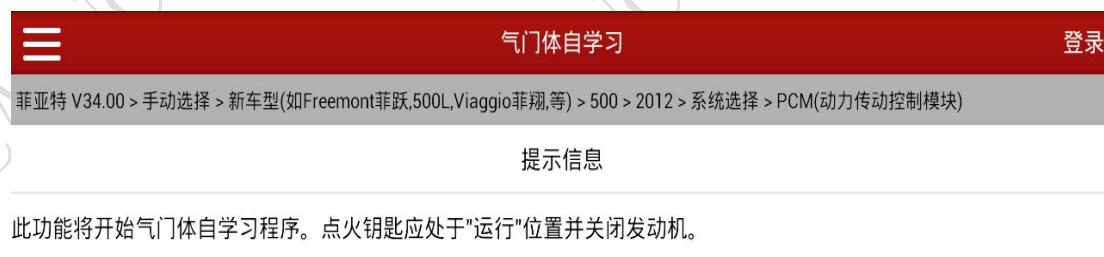 气门体自学习
登录
菲亚特 V34.00 > 手动选择 > 新车型(如Freemont菲跃,500L,Viaggio菲翔,等) > 500 > 2012 > 系统选择 > PCM(动力传动控制模块)
提示信息
此功能将开始气门体自学习程序。点火钥匙应处于"运行"位置并关闭发动机。